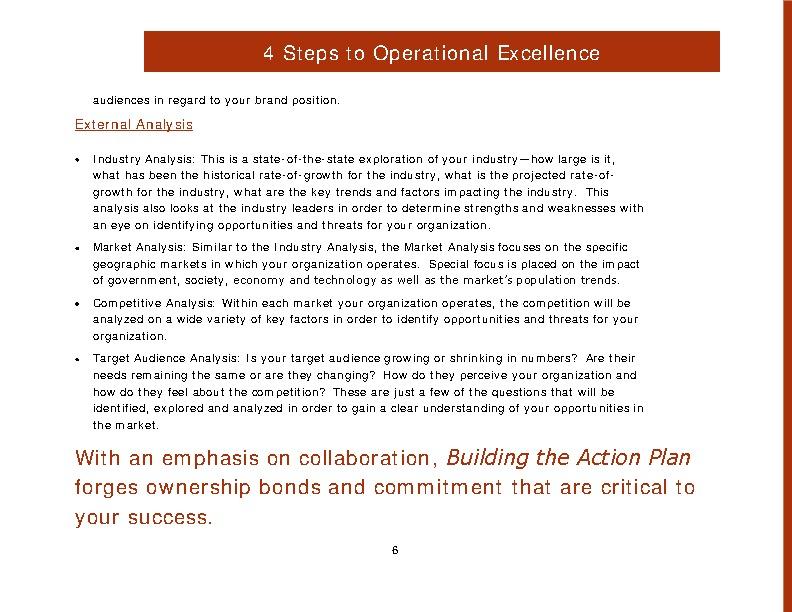 4 Steps to Operational Excellence
audiences in regard to your brand position.
External Analysis
• Industry Analysis: This is a state-of-the-state exploration of your industry—how large is it,
what has been the historical rate-of-growth for the industry, what is the projected rate-of-
growth for the industry, what are the key trends and factors impacting the industry.  This
analysis also looks at the industry leaders in order to determine strengths and weaknesses with
an eye on identifying opportunities and threats for your organization.
• Market Analysis: Similar to the Industry Analysis, the Market Analysis focuses on the specific
geographic markets in which your organization operates.  Special focus is placed on the impact
of government, society, economy and technology as well as the market's population trends.
• Competitive Analysis: Within each market your organization operates, the competition will be
analyzed on a wide variety of key factors in order to identify opportunities and threats for your
organization.
• Target Audience Analysis: Is your target audience growing or shrinking in numbers?  Are their
needs remaining the same or are they changing?  How do they perceive your organization and
how do they feel about the competition?  These are just a few of the questions that will be
identified, explored and analyzed in order to gain a clear understanding of your opportunities in
the market.
With an emphasis on collaboration, Building the Action Plan
forges ownership bonds and commitment that are critical to
your success.
6